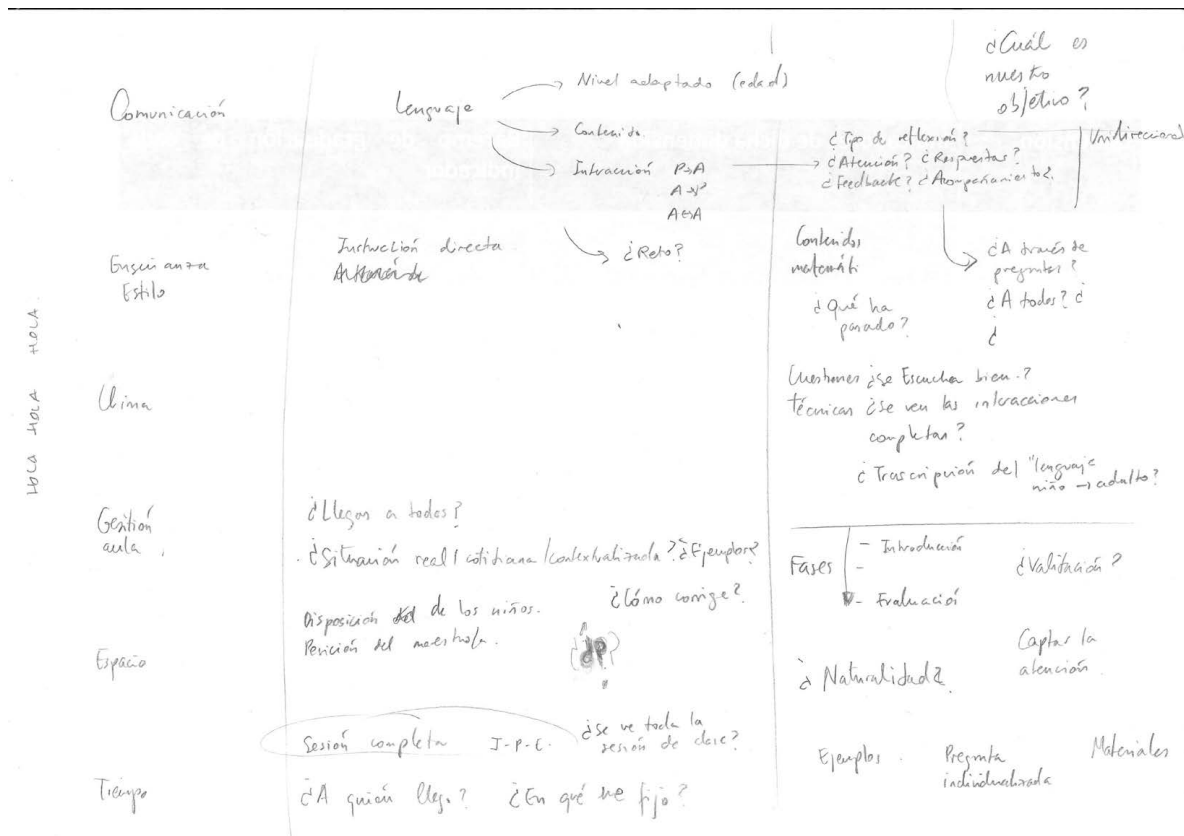 Comunicación
Lenguaje
Nivel adaptado (edad)
Contenido
Interacción P→A
A→P
A↔A
¿Reto?
¿Cuál es
nuestro
objetivo?
¿Tipo de reflexión?
¿Atención? ¿Respuestas?
¿Feedback? ¿Acompañamiento?
Unidireccional
Enseñanza
Estilo
Instrucción directa
Contenidos
matemáti
¿Qué ha
pasado?
¿A través de
preguntas?
¿A todos? ¿
¿
HOLA HOLA HOLA
Clima
Cuestiones ¿Se Escucha bien?
técnicas ¿Se ven las interacciones
completas?
¿Trascripción del "lenguaje
niño → adulto?
Gestión
aula
¿Llegar a todos?
¿Situación real / cotidiana / contextualizada? ¿Ejemplos?
Disposición de los niños.
Posición del maestro/a.
¿Cómo corrige?
Fases
- Introducción
-
- Evaluació
¿Validación?
Espacio
¿Naturalidad?
Captar la
atención
Sesión completa I-P-E.
¿Se ve toda la
sesión de clase?
Ejemplos.
Pregunta
individualizada
Materiales
Tiempo
¿A quién llego? ¿En qué me fijo?